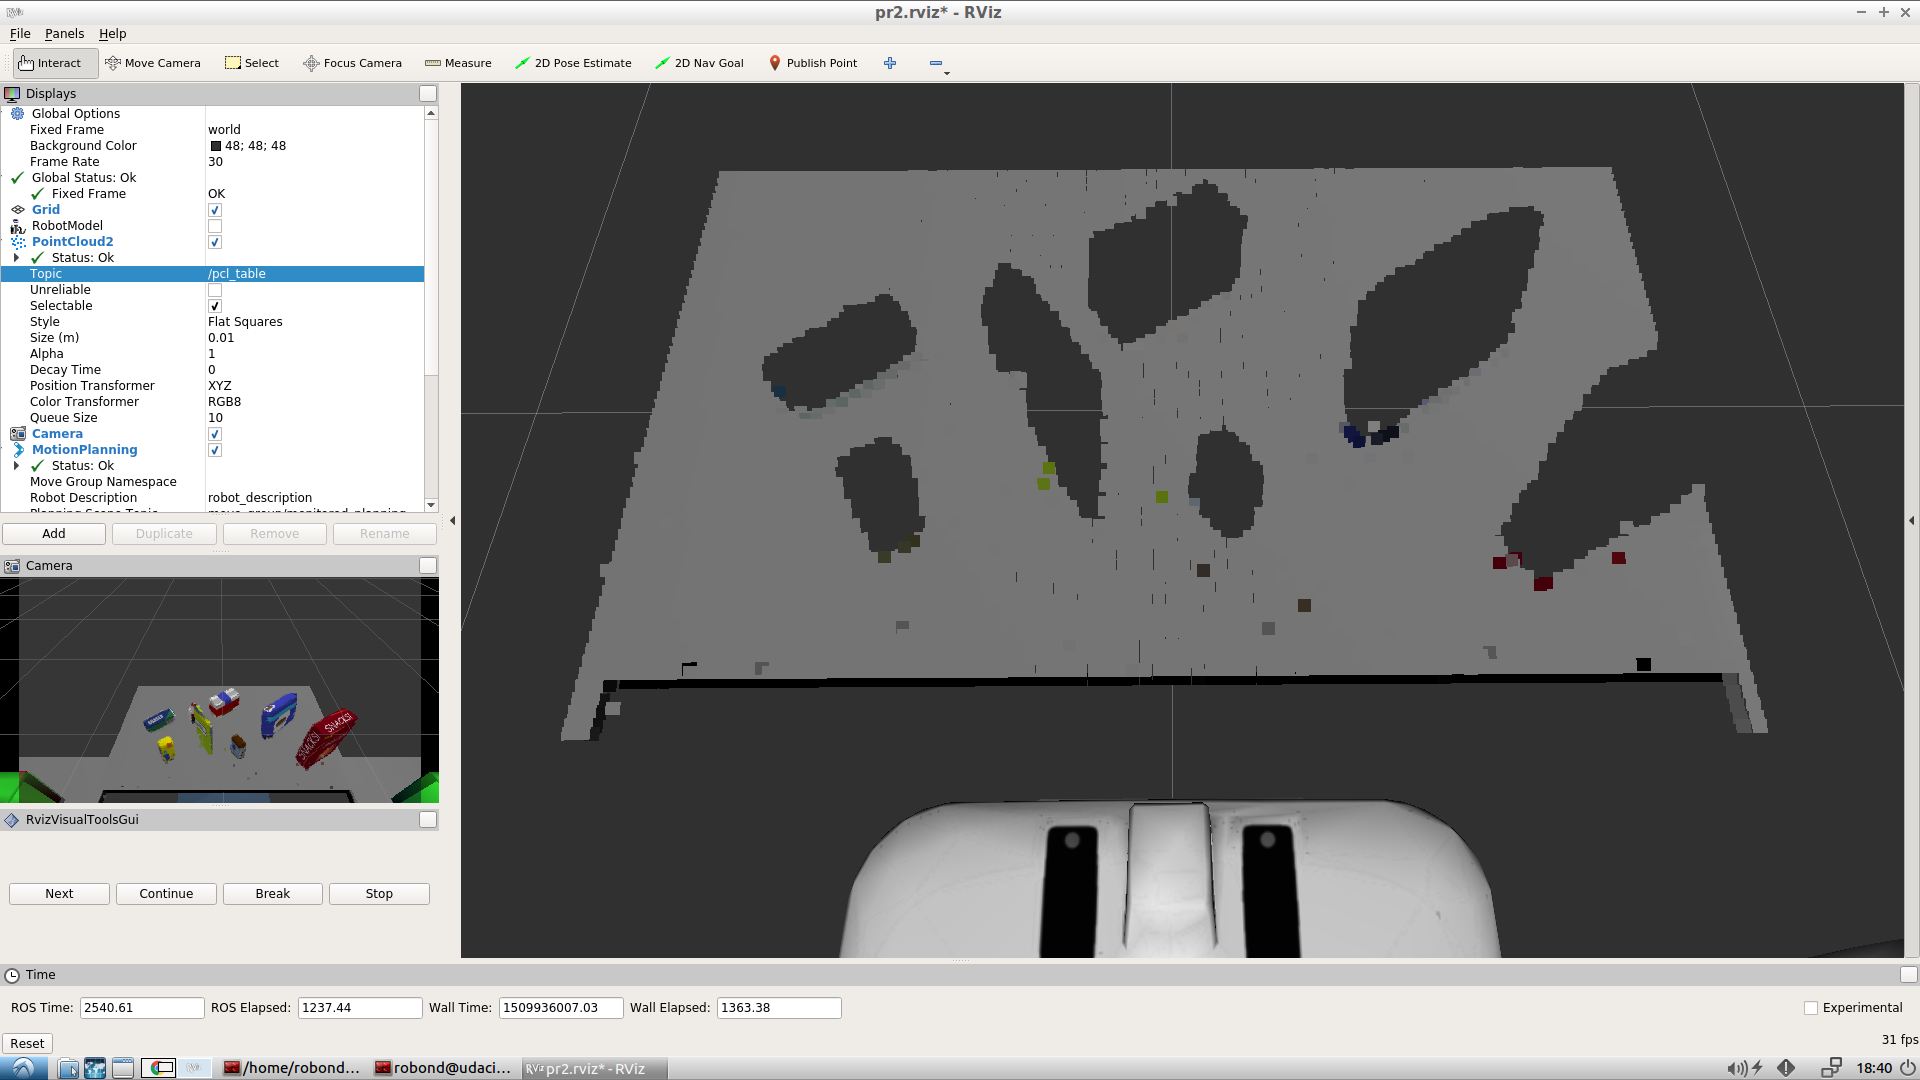 pr2.rviz* - RViz
File Panels Help
Interact Move Camera Select Focus Camera Measure 2D Pose Estimate 2D Nav Goal Publish Point
Displays
Global Options
Fixed Frame world
Background Color 48; 48; 48
Frame Rate 30
Global Status: Ok
Fixed Frame OK
Grid
RobotModel
PointCloud2
Status: Ok
Topic /pcl_table
Unreliable
Selectable
Style Flat Squares
Size (m) 0.01
Alpha 1
Decay Time 0
Position Transformer XYZ
Color Transformer RGB8
Queue Size 10
Camera
MotionPlanning
Status: Ok
Move Group Namespace
Robot Description robot_description
Add Duplicate Remove Rename
Camera
SNACKS!
SNACKS!
RvizVisualToolsGui
Next Continue Break Stop
Time
ROS Time: 2540.61 ROS Elapsed: 1237.44 Wall Time: 1509936007.03 Wall Elapsed: 1363.38 Experimental
Reset 31 fps
/home/robond... robond@udaci... RViz pr2.rviz* - RViz 18:40